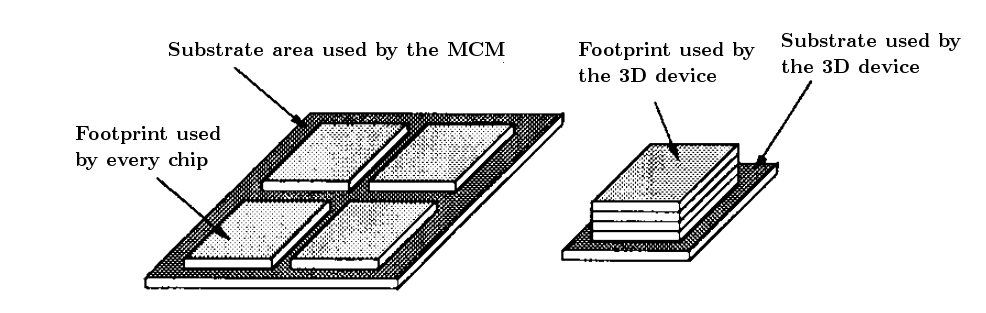 Substrate area used by the MCM
Footprint used
by every chip
Footprint used by
the 3D device
Substrate used by
the 3D device